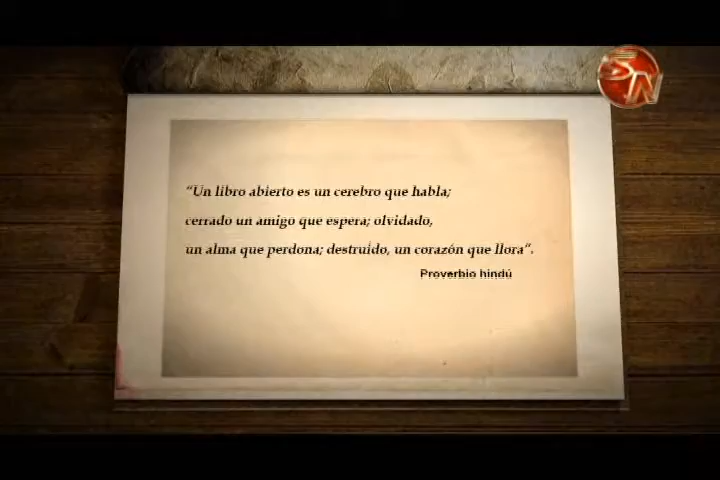 SN
“Un libro abierto es un cerebro que habla;
cerrado un amigo que espera; olvidado,
un alma que perdona; destruido, un corazón que llora“.
Proverbio hindú